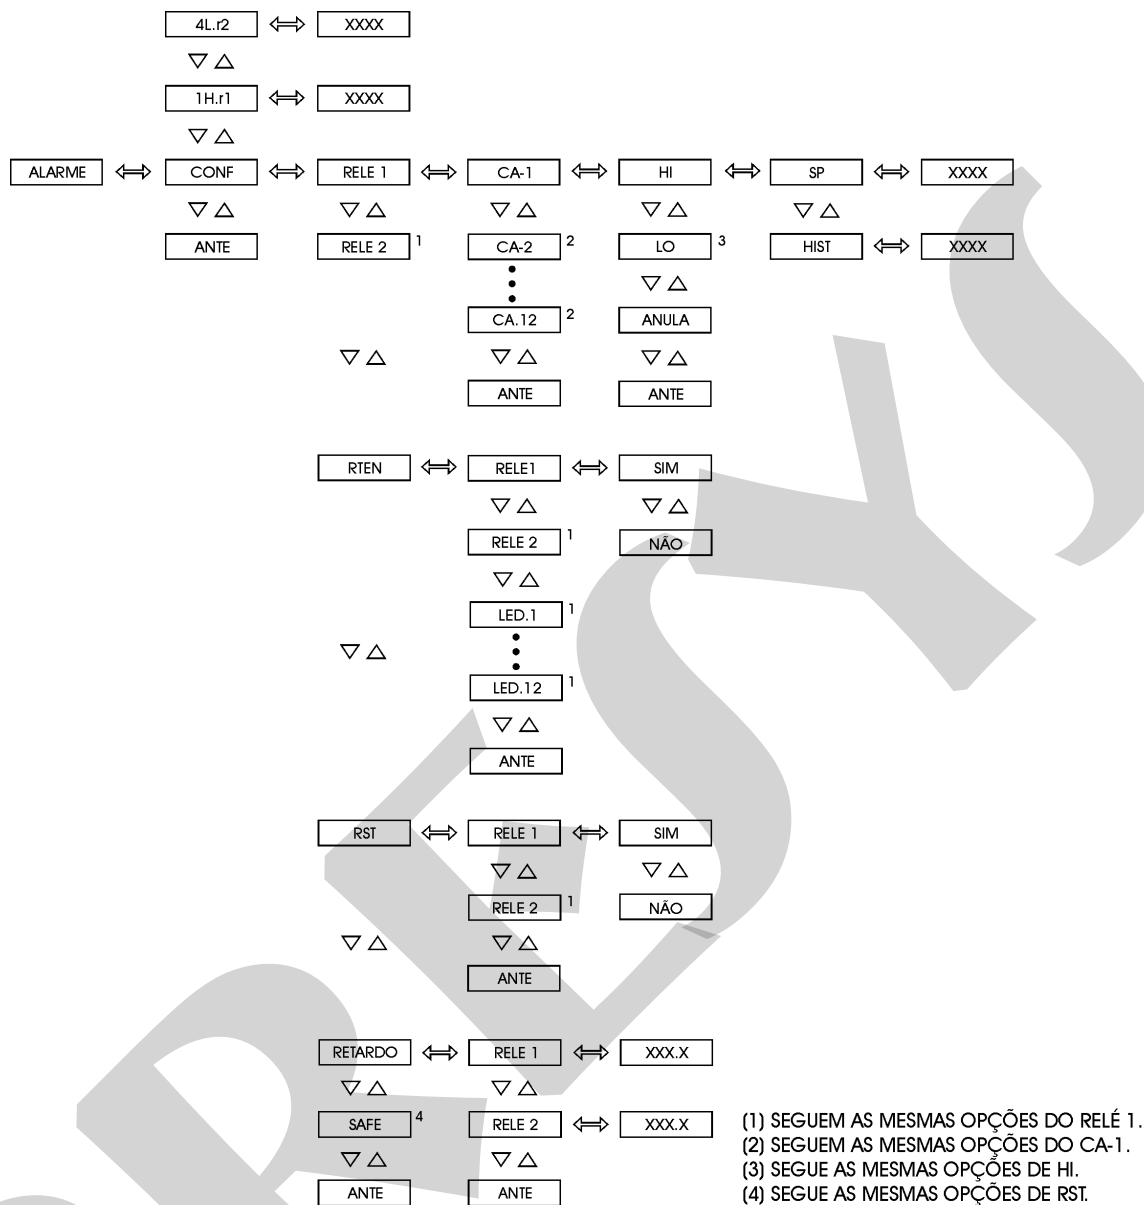 4L.r2 XXXX
1H.r1 XXXX
ALARME CONF RELE 1 CA-1 HI SP XXXX
ANTE RELE 2 1 CA-2 2 LO 3 HIST XXXX
CA.12 2 ANULA
ANTE ANTE
RTEN RELE1 SIM
RELE 2 1 NÃO
LED.1 1
LED.12 1
ANTE
RST RELE 1 SIM
RELE 2 1 NÃO
ANTE
RETARDO RELE 1 XXX.X
SAFE 4 RELE 2 XXX.X
ANTE ANTE
(1) SEGUEM AS MESMAS OPÇÕES DO RELÉ 1.
(2) SEGUEM AS MESMAS OPÇÕES DO CA-1.
(3) SEGUE AS MESMAS OPÇÕES DE HI.
(4) SEGUE AS MESMAS OPÇÕES DE RST.
PRESYS